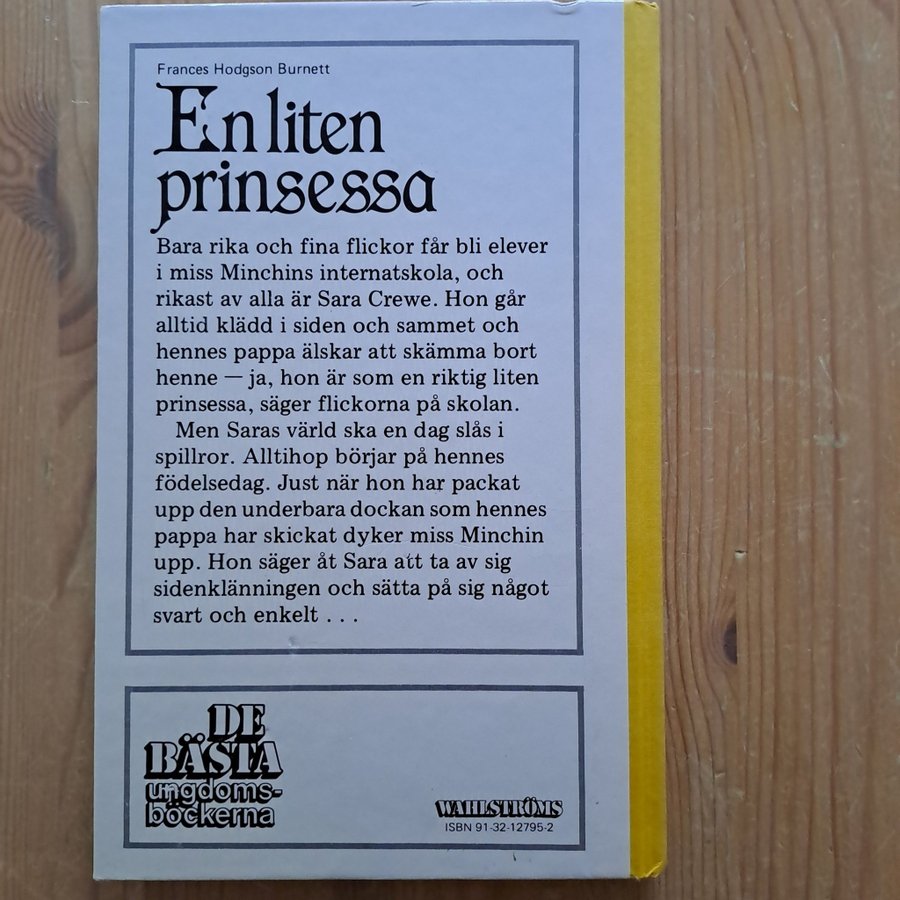 Frances Hodgson Burnett
En liten
prinsessa
Bara rika och fina flickor får bli elever
i miss Minchins internatskola, och
rikast av alla är Sara Crewe. Hon går
alltid klädd i siden och sammet och
hennes pappa älskar att skämma bort
henne — ja, hon är som en riktig liten
prinsessa, säger flickorna på skolan.
Men Saras värld ska en dag slås i
spillror. Alltihop börjar på hennes
födelsedag. Just när hon har packat
upp den underbara dockan som hennes
pappa har skickat dyker miss Minchin
upp. Hon säger åt Sara att ta av sig
sidenklänningen och sätta på sig något
svart och enkelt . . .
DE
BÄSTA
ungdoms-
böckerna
WAHLSTRÖMS
ISBN 91-32-12795-2